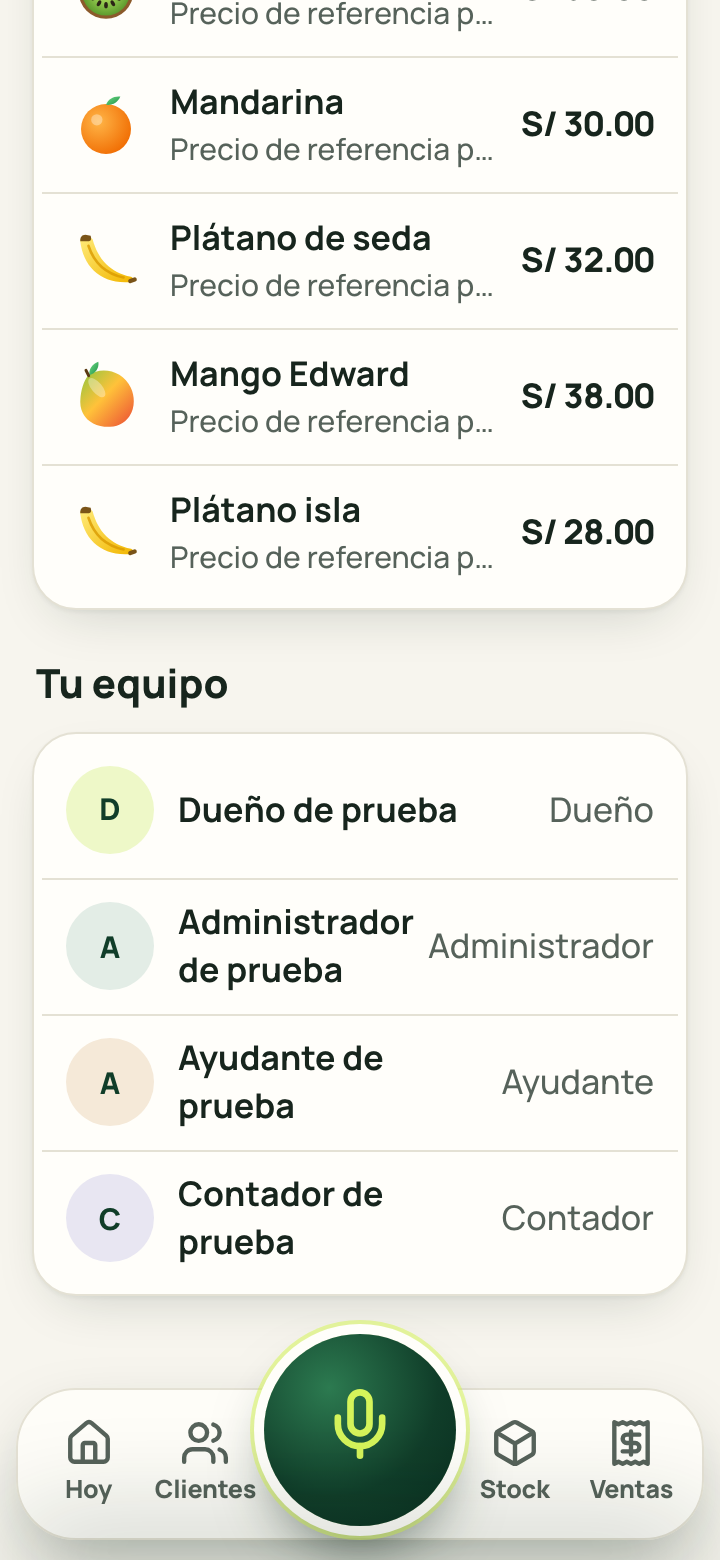 Precio de referencia p...
Mandarina
Precio de referencia p...
S/ 30.00
Plátano de seda
Precio de referencia p...
S/ 32.00
Mango Edward
Precio de referencia p...
S/ 38.00
Plátano isla
Precio de referencia p...
S/ 28.00
Tu equipo
D
Dueño de prueba
Dueño
A
Administrador
de prueba
Administrador
A
Ayudante de
prueba
Ayudante
C
Contador de
prueba
Contador
Hoy
Clientes
Stock
Ventas